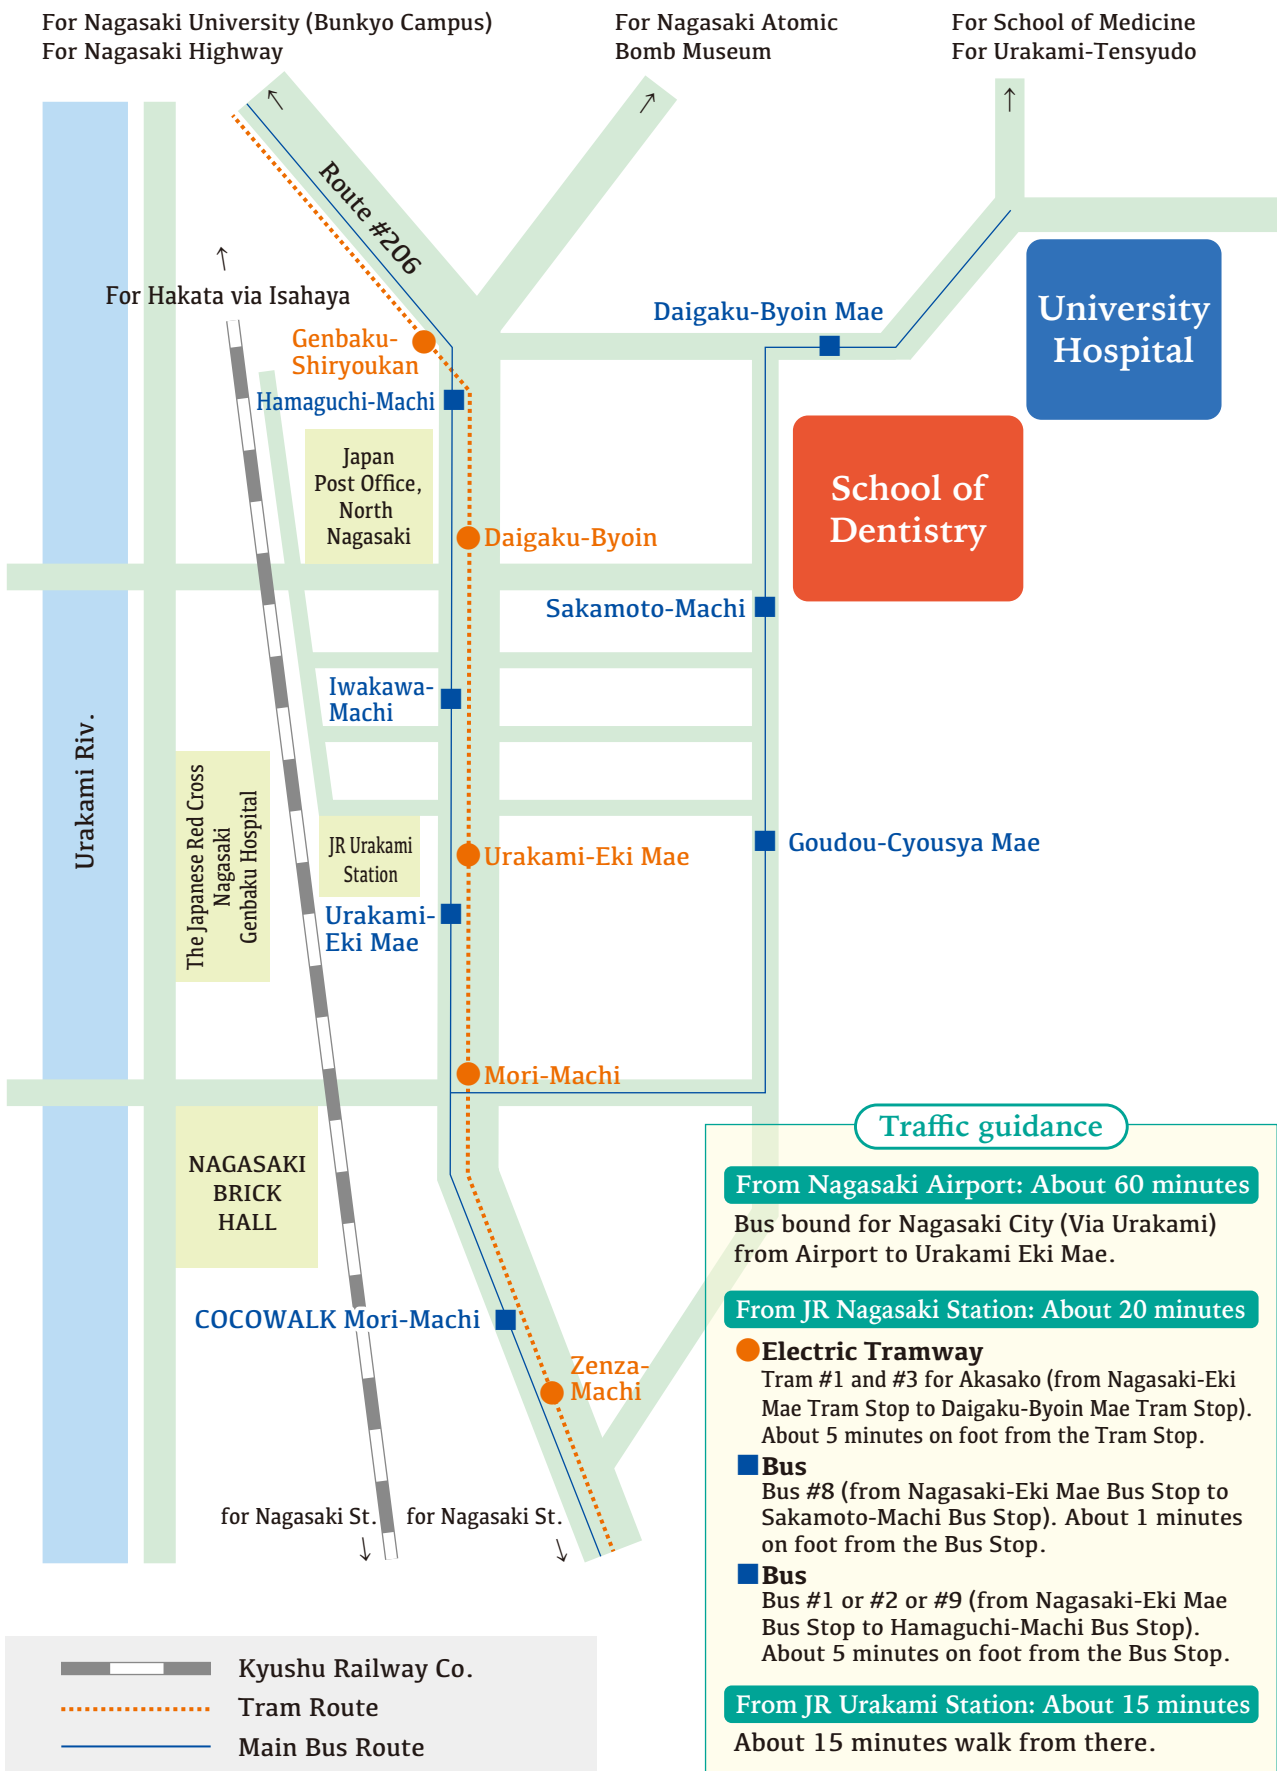 For Nagasaki University (Bunkyo Campus)
For Nagasaki Highway
For Nagasaki Atomic
Bomb Museum
For School of Medicine
For Urakami-Tensyudo
Route #206
For Hakata via Isahaya
Genbaku-
Shiryoukan
Hamaguchi-Machi
Daigaku-Byoin Mae
University
Hospital
Japan
Post Office,
North
Nagasaki
School of
Dentistry
Daigaku-Byoin
Sakamoto-Machi
Iwakawa-
Machi
Urakami Riv.
The Japanese Red Cross
Nagasaki
Genbaku Hospital
JR Urakami
Station
Urakami-Eki Mae
Goudou-Cyousya Mae
Urakami-
Eki Mae
Mori-Machi
NAGASAKI
BRICK
HALL
COCOWALK Mori-Machi
Zenza-
Machi
for Nagasaki St.
for Nagasaki St.
Kyushu Railway Co.
Tram Route
Main Bus Route
Traffic guidance
From Nagasaki Airport: About 60 minutes
Bus bound for Nagasaki City (Via Urakami)
from Airport to Urakami Eki Mae.
From JR Nagasaki Station: About 20 minutes
Electric Tramway
Tram #1 and #3 for Akasako (from Nagasaki-Eki
Mae Tram Stop to Daigaku-Byoin Mae Tram Stop).
About 5 minutes on foot from the Tram Stop.
Bus
Bus #8 (from Nagasaki-Eki Mae Bus Stop to
Sakamoto-Machi Bus Stop). About 1 minutes
on foot from the Bus Stop.
Bus
Bus #1 or #2 or #9 (from Nagasaki-Eki Mae
Bus Stop to Hamaguchi-Machi Bus Stop).
About 5 minutes on foot from the Bus Stop.
From JR Urakami Station: About 15 minutes
About 15 minutes walk from there.